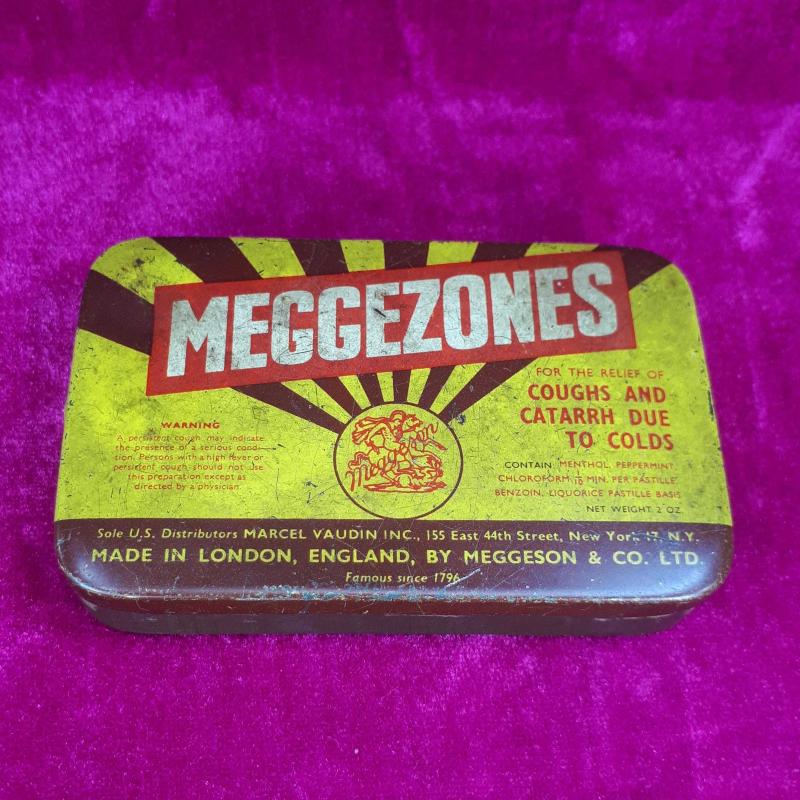 MEGGEZONES
FOR THE RELIEF OF
COUGHS AND
CATARRH DUE
TO COLDS
CONTAIN MENTHOL, PEPPERMINT,
CHLOROFORM 1/10 MIN. PER PASTILLE
BENZOIN, LIQUORICE PASTILLE BASIS
NET WEIGHT 2 OZ.
WARNING
A persistent cough may indicate
the presence of a serious condi-
tion. Persons with a high fever or
persistent cough should not use
this preparation except as
directed by a physician.
Meggeson
Sole U.S. Distributors MARCEL VAUDIN INC., 155 East 44th Street, New York 17, N.Y.
MADE IN LONDON, ENGLAND, BY MEGGESON & CO. LTD.
Famous since 1796